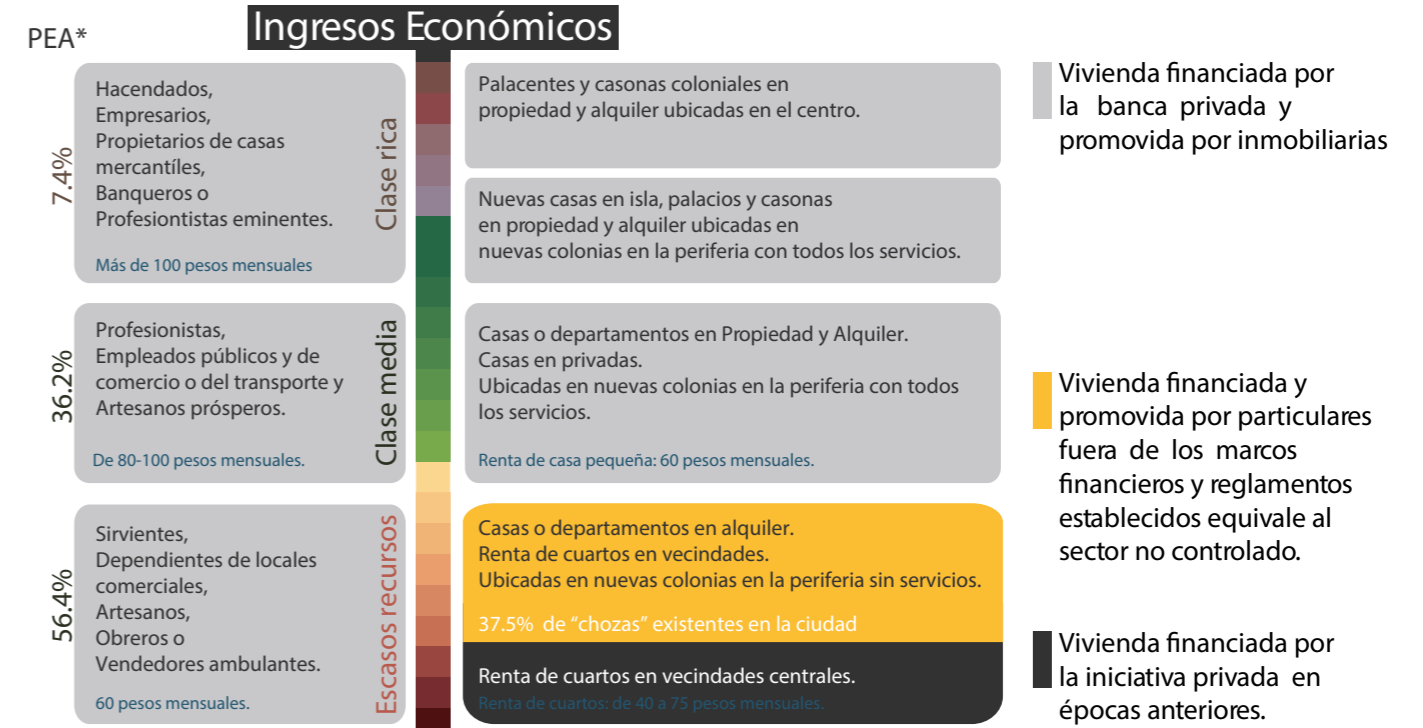 Ingresos Económicos
PEA*
7.4%
Hacendados,
Empresarios,
Propietarios de casas
mercantíles,
Banqueros o
Profesiontistas eminentes.
Más de 100 pesos mensuales
Clase rica
Palacentes y casonas coloniales en
propiedad y alquiler ubicadas en el centro.
Nuevas casas en isla, palacios y casonas
en propiedad y alquiler ubicadas en
nuevas colonias en la periferia con todos los servicios.
36.2%
Profesionistas,
Empleados públicos y de
comercio o del transporte y
Artesanos prósperos.
De 80-100 pesos mensuales.
Clase media
Casas o departamentos en Propiedad y Alquiler.
Casas en privadas.
Ubicadas en nuevas colonias en la periferia con todos
los servicios.
Renta de casa pequeña: 60 pesos mensuales.
56.4%
Sirvientes,
Dependientes de locales
comerciales,
Artesanos,
Obreros o
Vendedores ambulantes.
60 pesos mensuales.
Escasos recursos
Casas o departamentos en alquiler.
Renta de cuartos en vecindades.
Ubicadas en nuevas colonias en la periferia sin servicios.
37.5% de “chozas” existentes en la ciudad
Renta de cuartos en vecindades centrales.
Renta de cuartos: de 40 a 75 pesos mensuales.
Vivienda financiada por
la banca privada y
promovida por inmobiliarias
Vivienda financiada y
promovida por particulares
fuera de los marcos
financieros y reglamentos
establecidos equivale al
sector no controlado.
Vivienda financiada por
la iniciativa privada en
épocas anteriores.